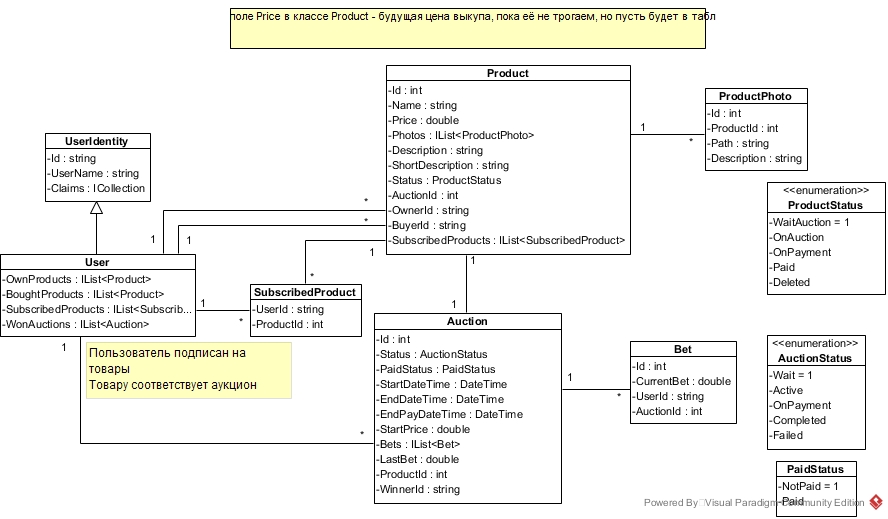 поле Price в классе Product - будущая цена выкупа, пока её не трогаем, но пусть будет в табл
Product
-Id : int
-Name : string
-Price : double
-Photos : IList<ProductPhoto>
-Description : string
-ShortDescription : string
-Status : ProductStatus
-AuctionId : int
-OwnerId : string
-BuyerId : string
-SubscribedProducts : IList<SubscribedProduct>
1
*
ProductPhoto
-Id : int
-ProductId : int
-Path : string
-Description : string
UserIdentity
-Id : string
-UserName : string
-Claims : ICollection
<<enumeration>>
ProductStatus
-WaitAuction = 1
-OnAuction
-OnPayment
-Paid
-Deleted
*
*
1
1
1
*
1
1
User
-OwnProducts : IList<Product>
-BoughtProducts : IList<Product>
-SubscribedProducts : IList<Subscrib...
-WonAuctions : IList<Auction>
1
*
SubscribedProduct
-UserId : string
-ProductId : int
1
*
Пользователь подписан на
товары
Товару соответствует аукцион
Auction
-Id : int
-Status : AuctionStatus
-PaidStatus : PaidStatus
-StartDateTime : DateTime
-EndDateTime : DateTime
-EndPayDateTime : DateTime
-StartPrice : double
-Bets : IList<Bet>
-LastBet : double
-ProductId : int
-WinnerId : string
1
*
Bet
-Id : int
-CurrentBet : double
-UserId : string
-AuctionId : int
<<enumeration>>
AuctionStatus
-Wait = 1
-Active
-OnPayment
-Completed
-Failed
PaidStatus
-NotPaid = 1
-Paid
Powered By Visual Paradigm Community Edition